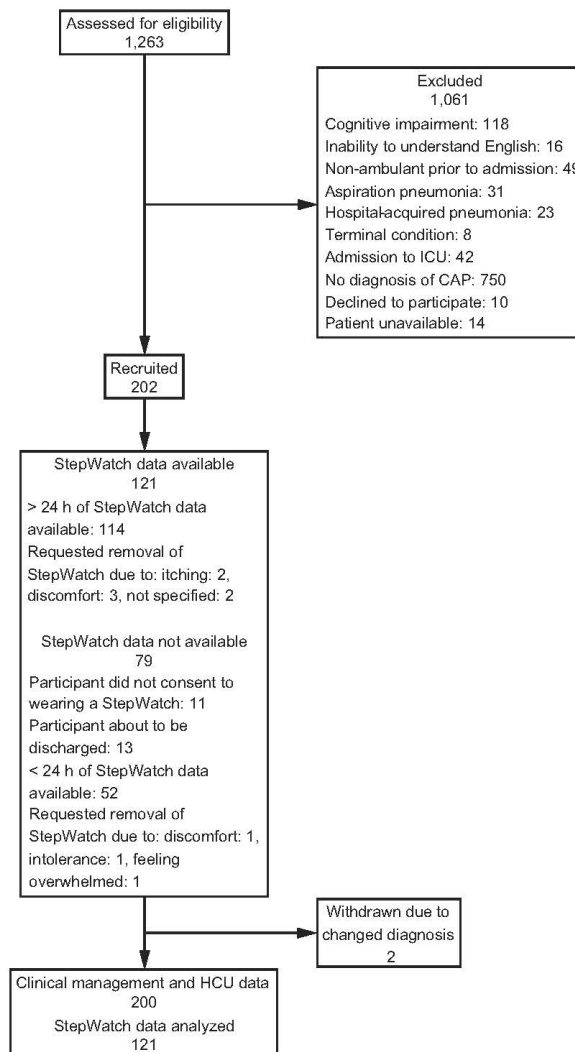 Assessed for eligibility
1,263
Excluded
1,061
Cognitive impairment: 118
Inability to understand English: 16
Non-ambulant prior to admission: 49
Aspiration pneumonia: 31
Hospital-acquired pneumonia: 23
Terminal condition: 8
Admission to ICU: 42
No diagnosis of CAP: 750
Declined to participate: 10
Patient unavailable: 14
Recruited
202
StepWatch data available
121
> 24 h of StepWatch data
available: 114
Requested removal of
StepWatch due to: itching: 2,
discomfort: 3, not specified: 2
StepWatch data not available
79
Participant did not consent to
wearing a StepWatch: 11
Participant about to be
discharged: 13
< 24 h of StepWatch data
available: 52
Requested removal of
StepWatch due to: discomfort: 1,
intolerance: 1, feeling
overwhelmed: 1
Withdrawn due to
changed diagnosis
2
Clinical management and HCU data
200
StepWatch data analyzed
121